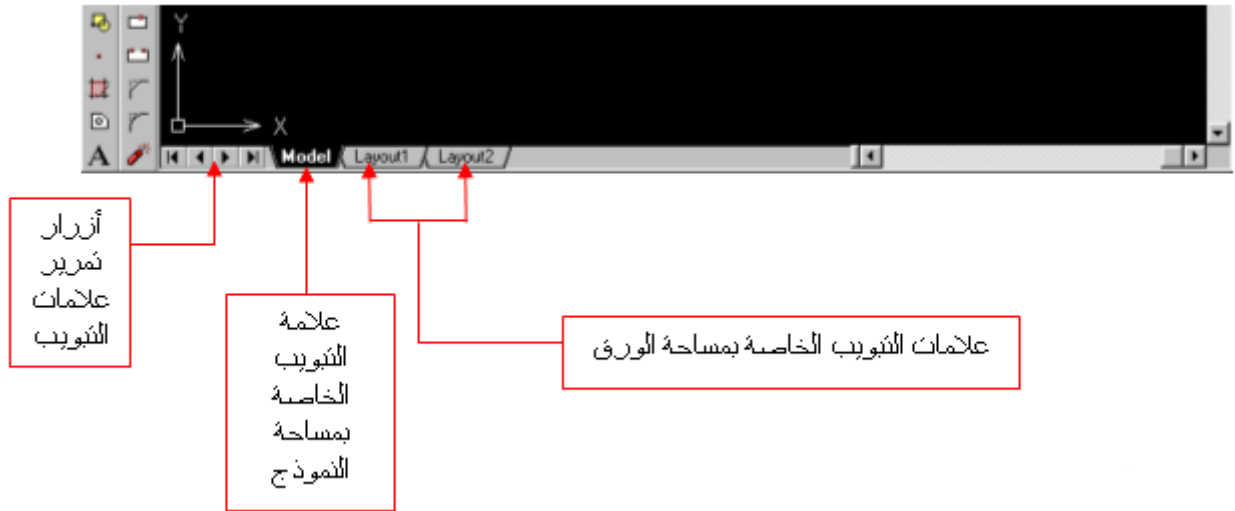 Y
X
A
Model
Layout1
Layout2
أزرار
تمرير
علامات
التبويب
علامة
التبويب
الخاصة
بمساحة
النموذج
علامات التبويب الخاصة بمساحة الورق